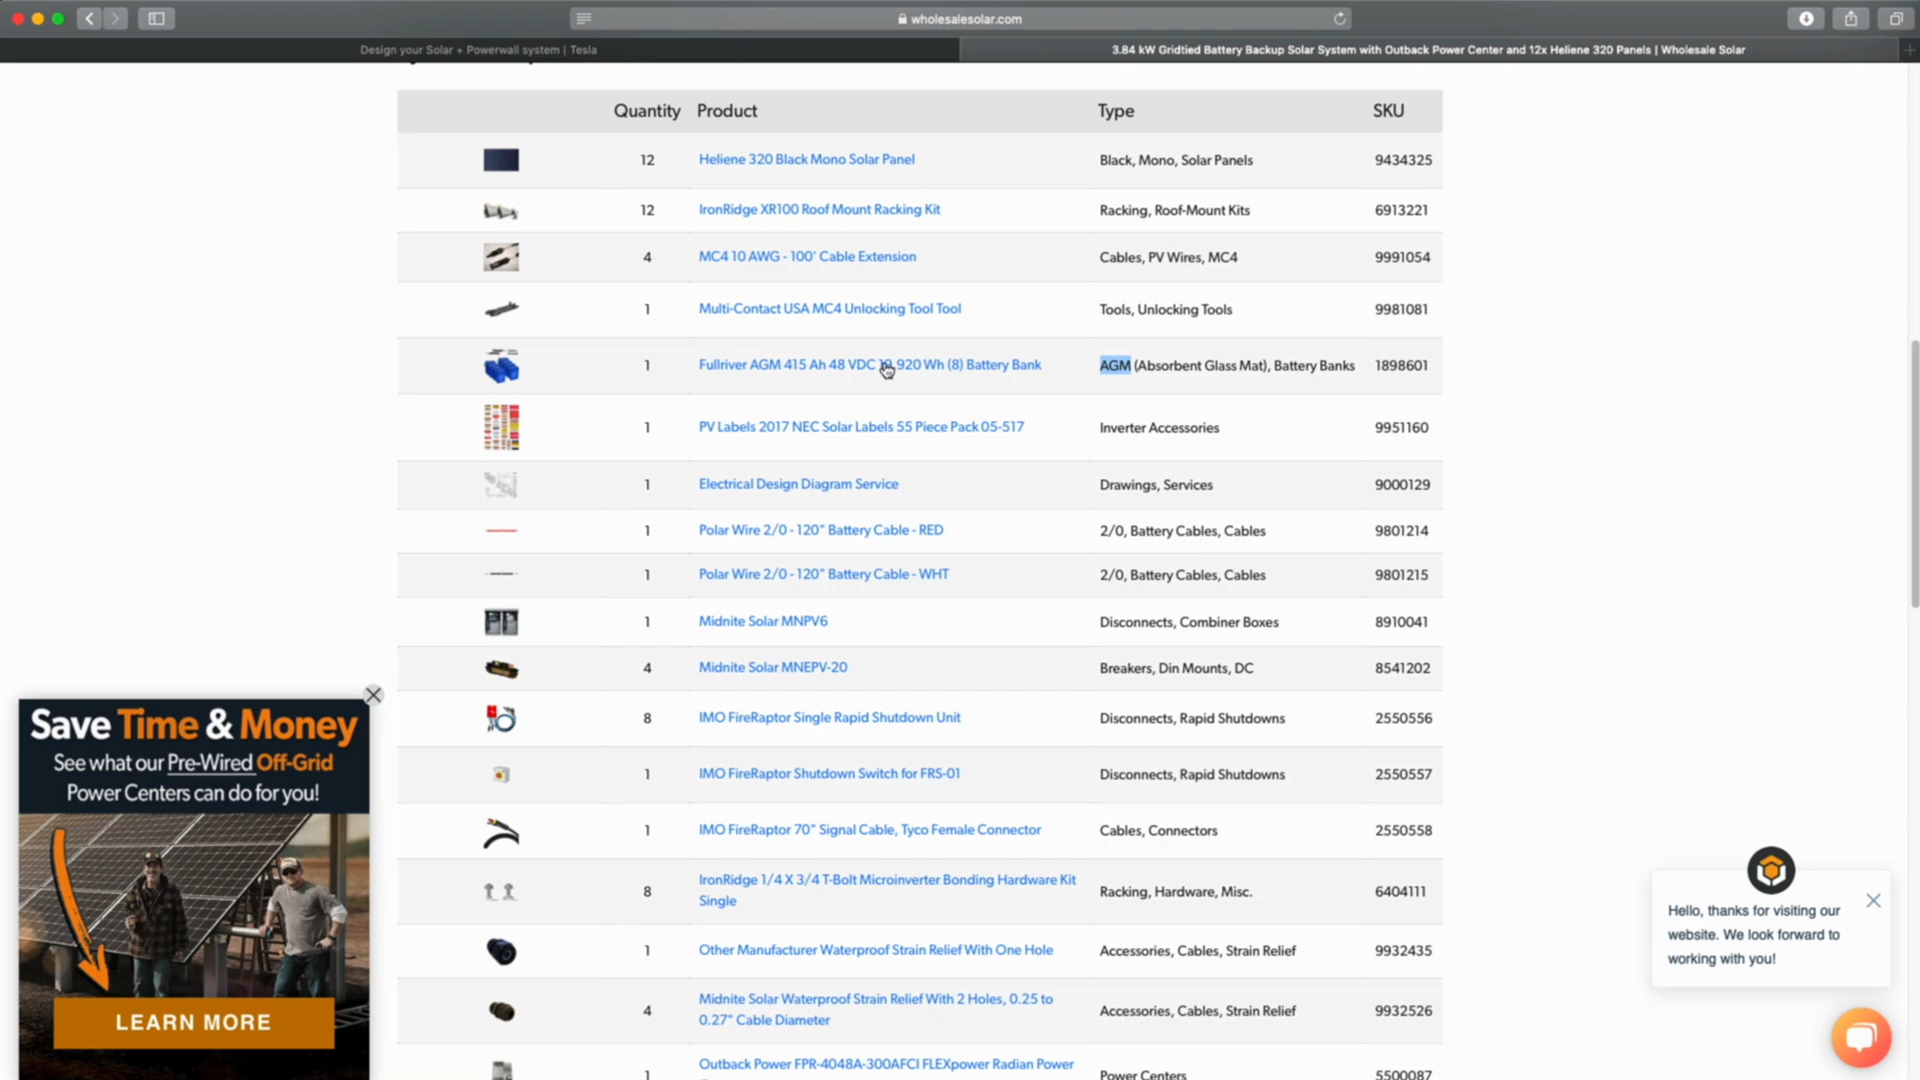 wholesalesolar.com
Design your Solar + Powerwall system | Tesla
3.84 kW Gridtied Battery Backup Solar System with Outback Power Center and 12x Heliene 320 Panels | Wholesale Solar
Quantity Product Type SKU
12 Heliene 320 Black Mono Solar Panel Black, Mono, Solar Panels 9434325
12 IronRidge XR100 Roof Mount Racking Kit Racking, Roof-Mount Kits 6913221
4 MC4 10 AWG - 100' Cable Extension Cables, PV Wires, MC4 9991054
1 Multi-Contact USA MC4 Unlocking Tool Tool Tools, Unlocking Tools 9981081
1 Fullriver AGM 415 Ah 48 VDC 19,920 Wh (8) Battery Bank AGM (Absorbent Glass Mat), Battery Banks 1898601
1 PV Labels 2017 NEC Solar Labels 55 Piece Pack 05-517 Inverter Accessories 9951160
1 Electrical Design Diagram Service Drawings, Services 9000129
1 Polar Wire 2/0 - 120" Battery Cable - RED 2/0, Battery Cables, Cables 9801214
1 Polar Wire 2/0 - 120" Battery Cable - WHT 2/0, Battery Cables, Cables 9801215
1 Midnite Solar MNPV6 Disconnects, Combiner Boxes 8910041
4 Midnite Solar MNEPV-20 Breakers, Din Mounts, DC 8541202
8 IMO FireRaptor Single Rapid Shutdown Unit Disconnects, Rapid Shutdowns 2550556
1 IMO FireRaptor Shutdown Switch for FRS-01 Disconnects, Rapid Shutdowns 2550557
1 IMO FireRaptor 70" Signal Cable, Tyco Female Connector Cables, Connectors 2550558
8 IronRidge 1/4 X 3/4 T-Bolt Microinverter Bonding Hardware Kit Racking, Hardware, Misc. 6404111
Single
1 Other Manufacturer Waterproof Strain Relief With One Hole Accessories, Cables, Strain Relief 9932435
4 Midnite Solar Waterproof Strain Relief With 2 Holes, 0.25 to Accessories, Cables, Strain Relief 9932526
0.27" Cable Diameter
1 Outback Power FPR-4048A-300AFCI FLEXpower Radian Power Power Centers 5500087
Save Time & Money
See what our Pre-Wired Off-Grid
Power Centers can do for you!
LEARN MORE
Hello, thanks for visiting our
website. We look forward to
working with you!